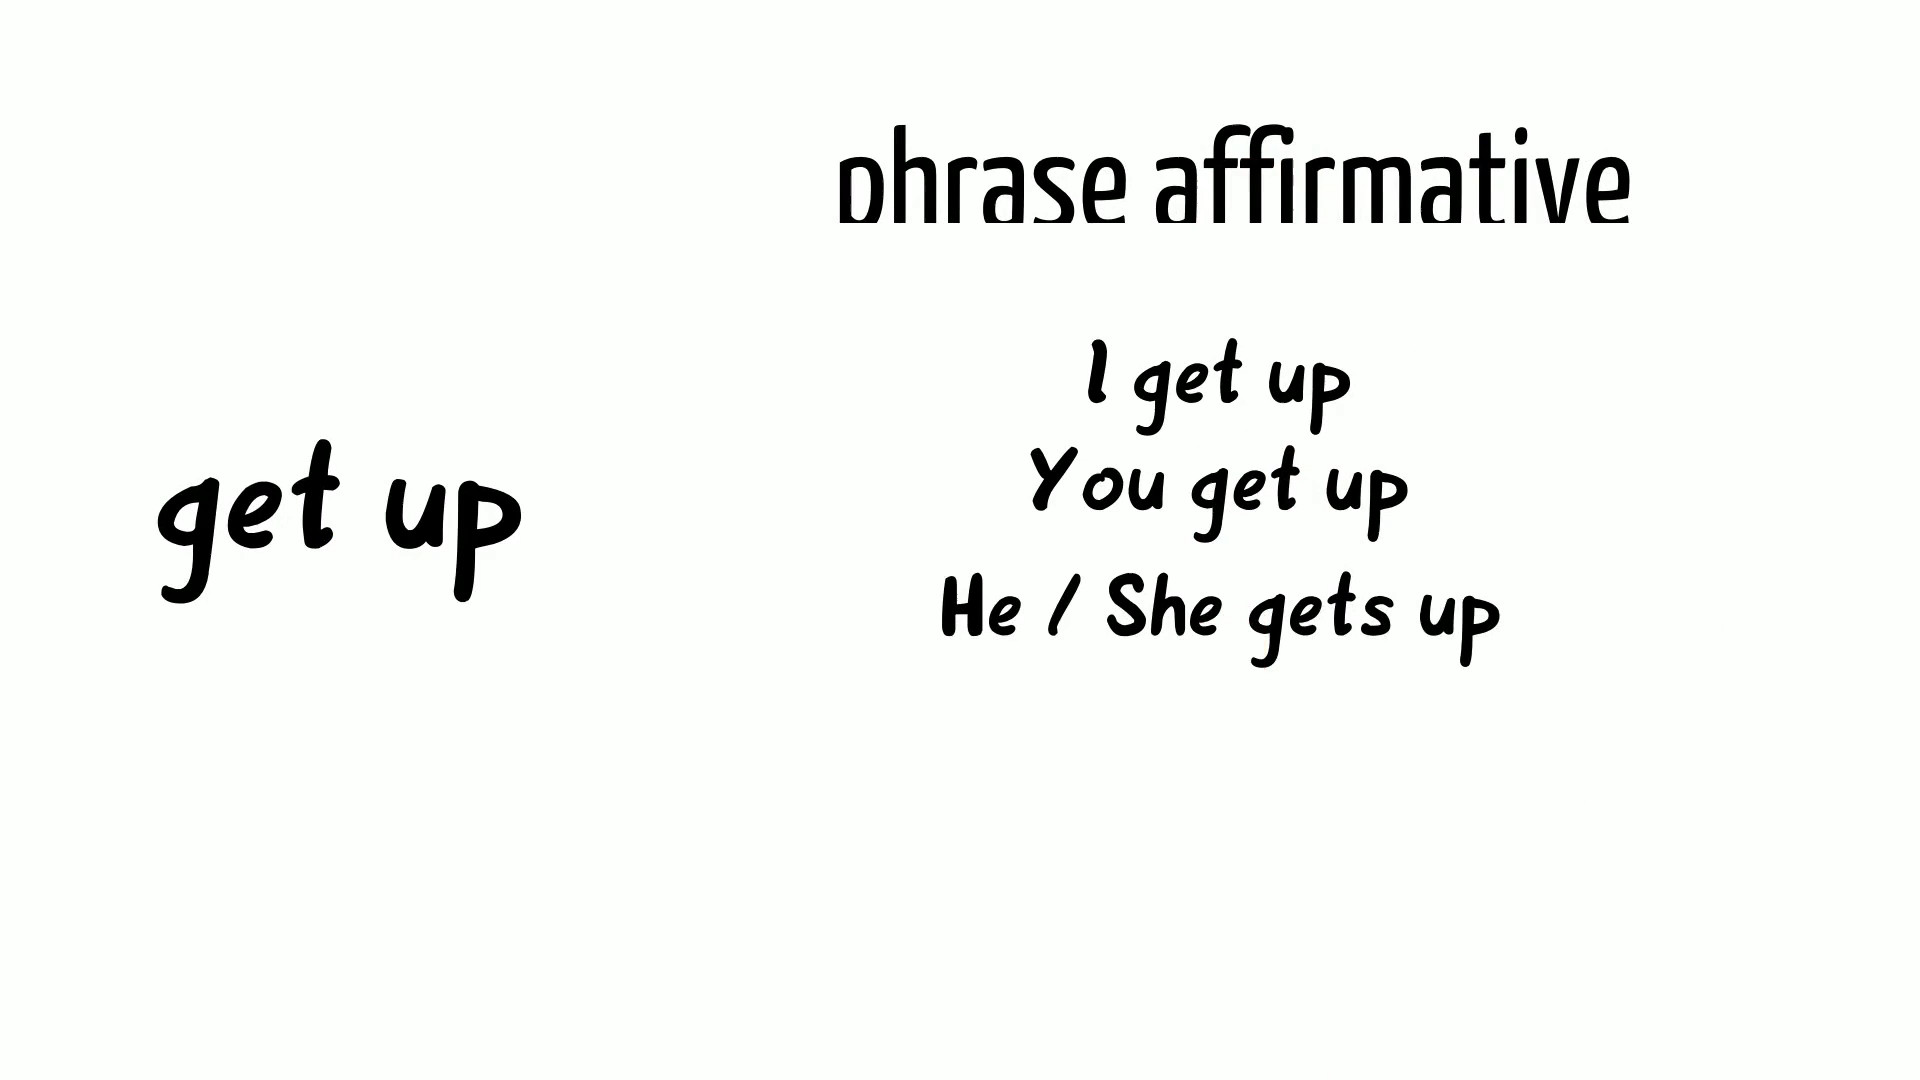 phrase affirmative
get up
I get up
You get up
He / She gets up